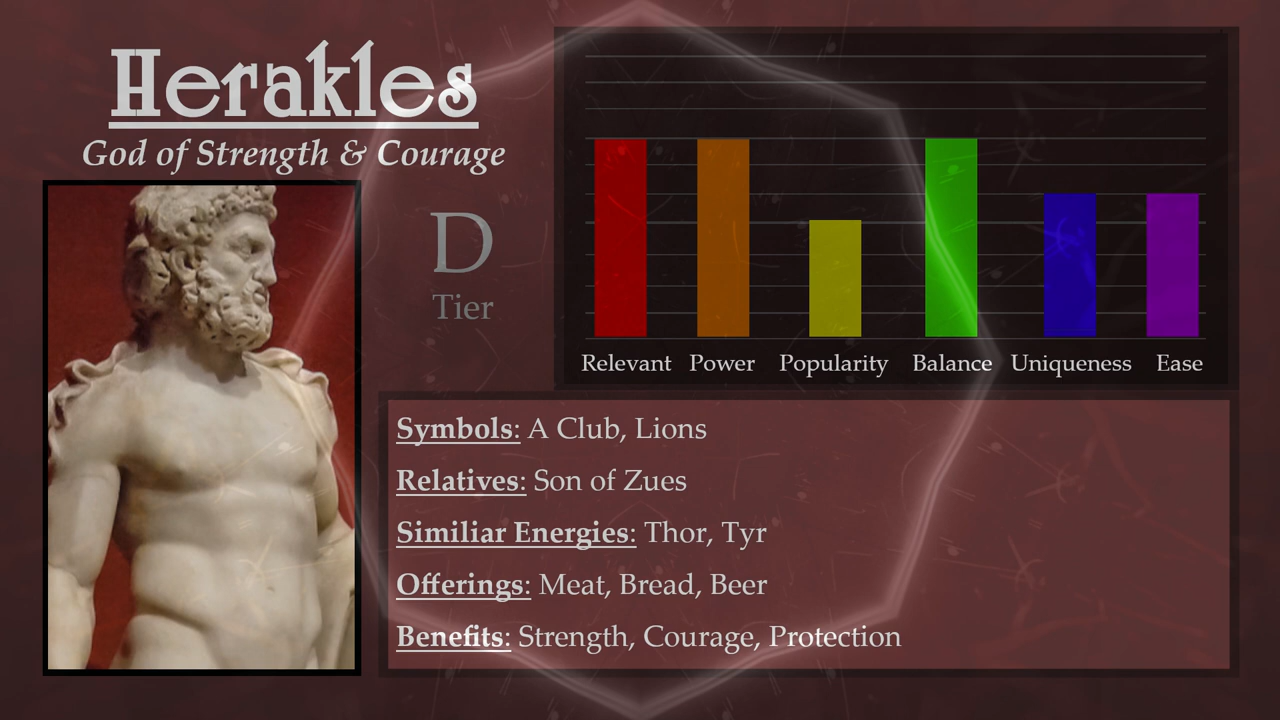 Herakles
God of Strength & Courage
D
Tier
Relevant Power Popularity Balance Uniqueness Ease
Symbols: A Club, Lions
Relatives: Son of Zues
Similiar Energies: Thor, Tyr
Offerings: Meat, Bread, Beer
Benefits: Strength, Courage, Protection